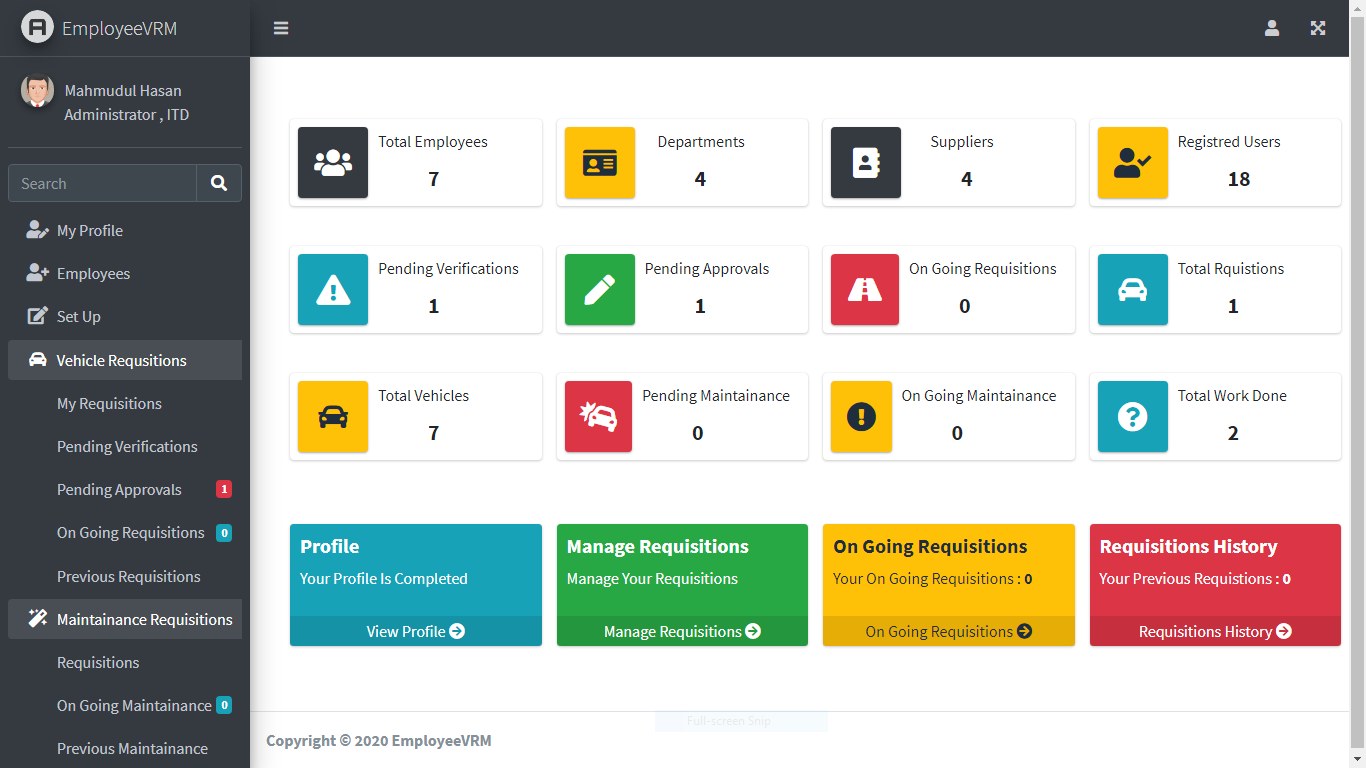 EmployeeVRM
Mahmudul Hasan
Administrator , ITD
Search
My Profile
Employees
Set Up
Vehicle Requsitions
My Requisitions
Pending Verifications
Pending Approvals 1
On Going Requisitions 0
Previous Requisitions
Maintainance Requisitions
Requisitions
On Going Maintainance 0
Previous Maintainance
Total Employees
7
Departments
4
Suppliers
4
Registred Users
18
Pending Verifications
1
Pending Approvals
1
On Going Requisitions
0
Total Rquistions
1
Total Vehicles
7
Pending Maintainance
0
On Going Maintainance
0
Total Work Done
2
Profile
Your Profile Is Completed
View Profile
Manage Requisitions
Manage Your Requisitions
Manage Requisitions
On Going Requisitions
Your On Going Requisitions : 0
On Going Requisitions
Requisitions History
Your Previous Requistions : 0
Requisitions History
Full-screen Snip
Copyright © 2020 EmployeeVRM